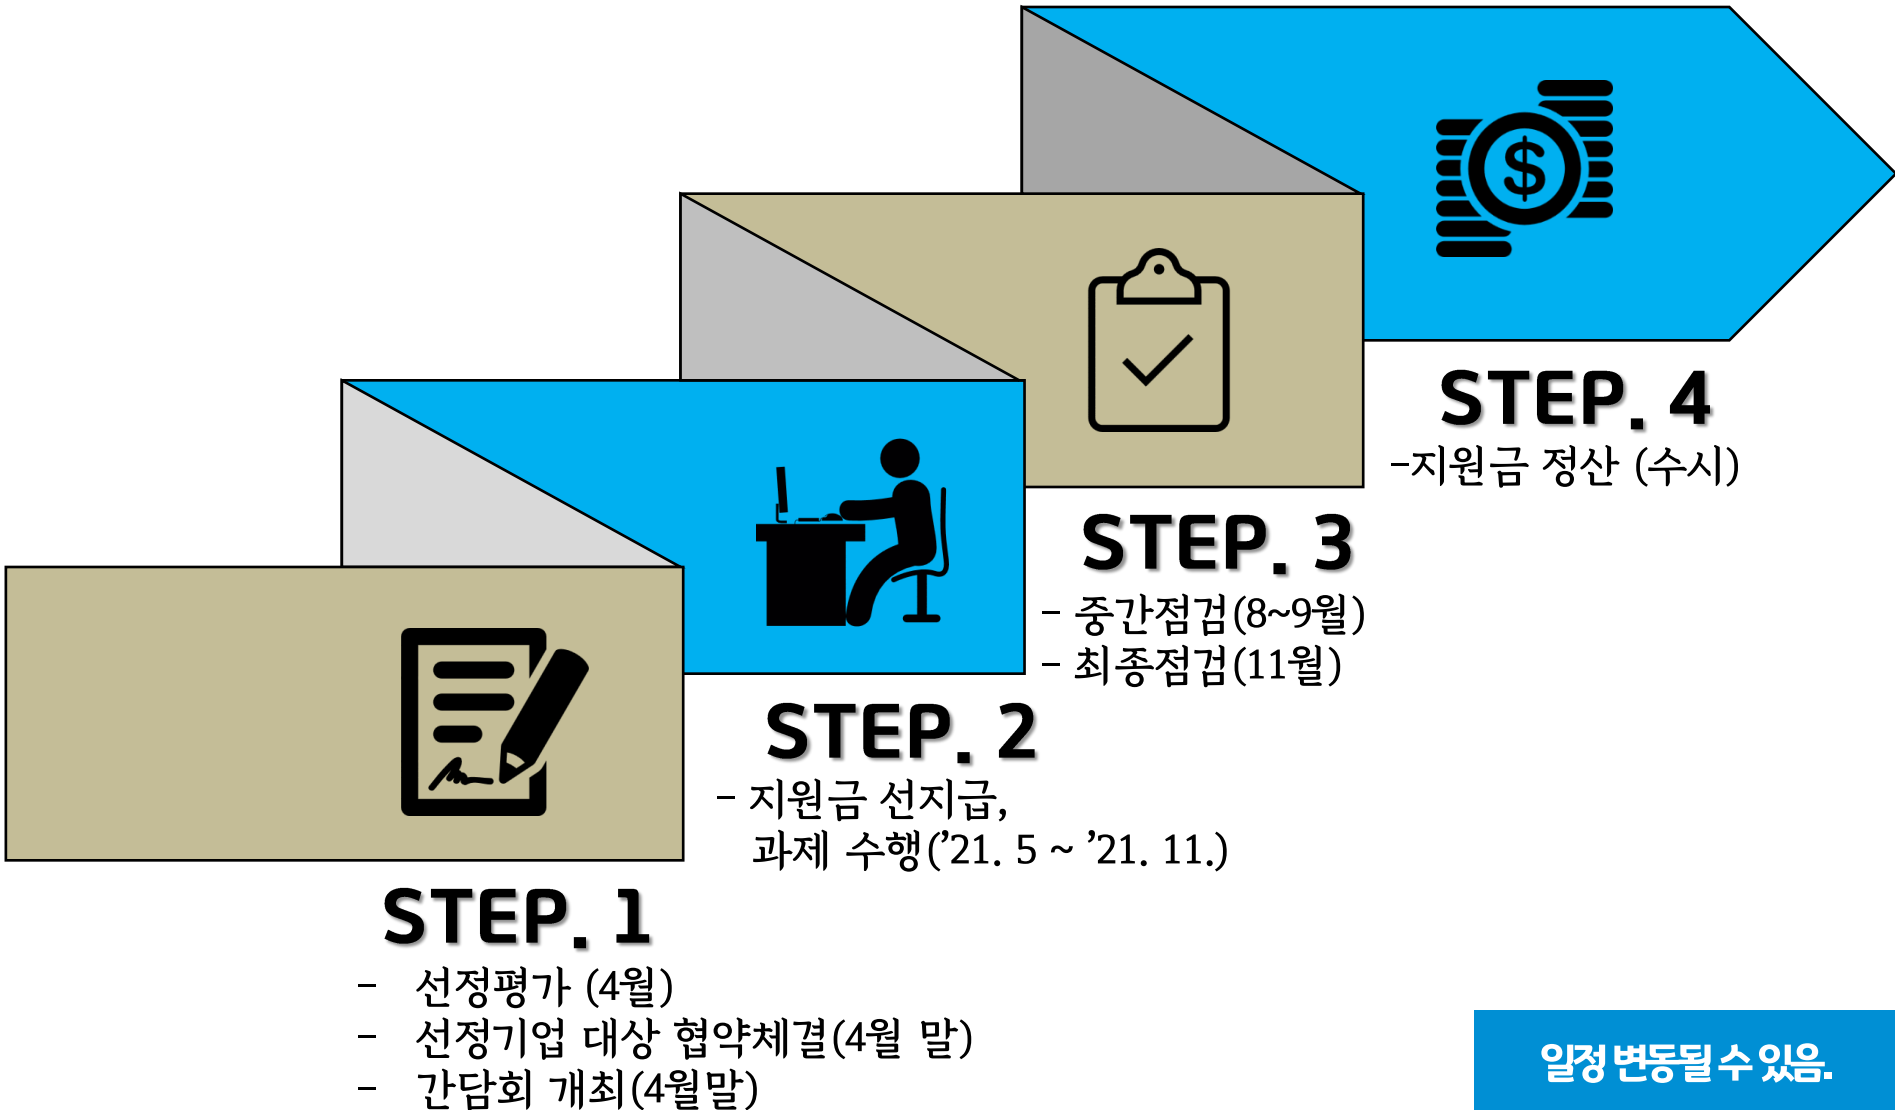 STEP. 1
- 선정평가 (4월)
- 선정기업 대상 협약체결(4월 말)
- 간담회 개최(4월말)
STEP. 2
- 지원금 선지급,
과제 수행(’21. 5 ~ ’21. 11.)
STEP. 3
- 중간점검(8~9월)
- 최종점검(11월)
STEP. 4
-지원금 정산 (수시)
$
일정 변동될 수 있음.